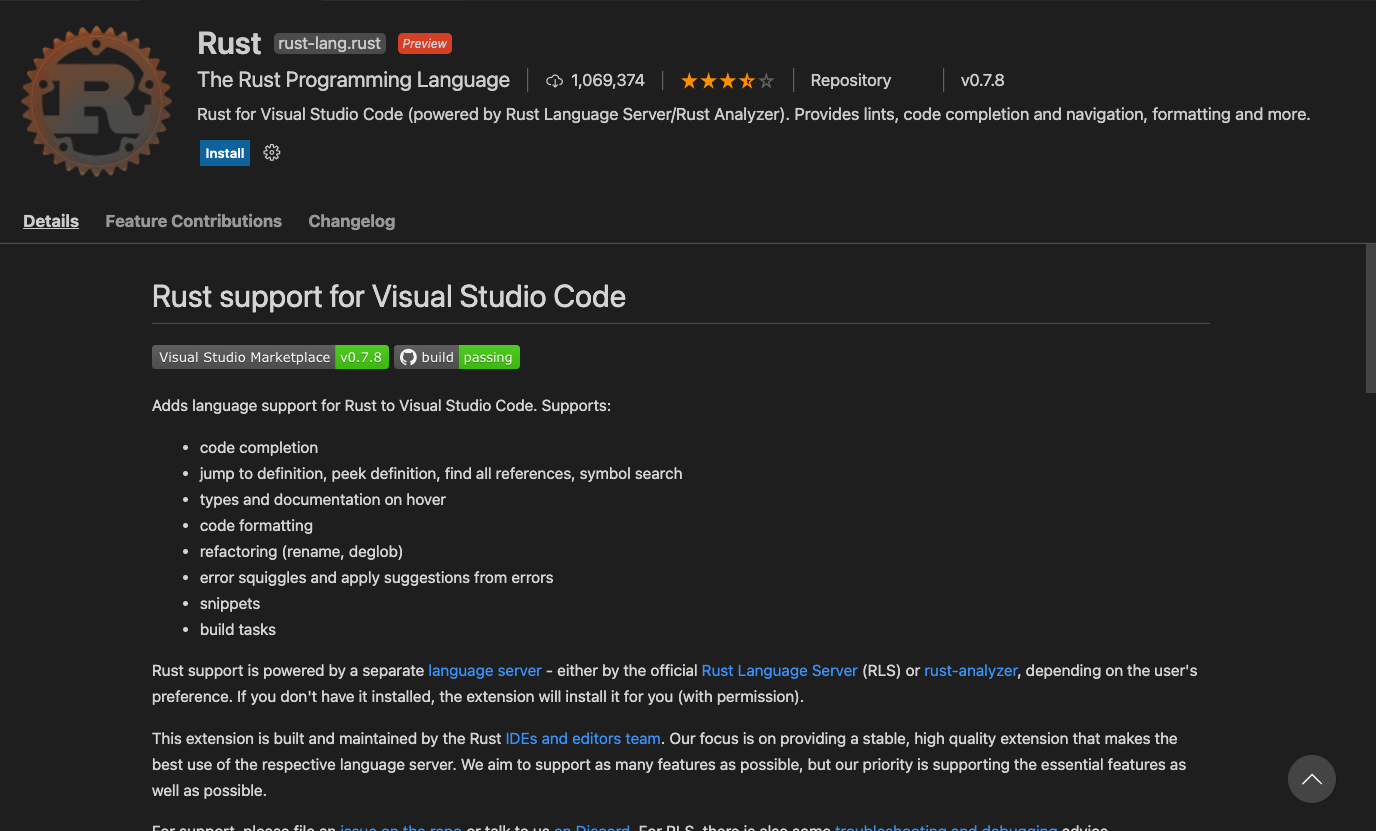 Rust rust-lang.rust Preview
The Rust Programming Language 1,069,374 Repository v0.7.8
Rust for Visual Studio Code (powered by Rust Language Server/Rust Analyzer). Provides lints, code completion and navigation, formatting and more.
Install
Details Feature Contributions Changelog
Rust support for Visual Studio Code
Visual Studio Marketplace v0.7.8 build passing
Adds language support for Rust to Visual Studio Code. Supports:
• code completion
• jump to definition, peek definition, find all references, symbol search
• types and documentation on hover
• code formatting
• refactoring (rename, deglob)
• error squiggles and apply suggestions from errors
• snippets
• build tasks
Rust support is powered by a separate language server - either by the official Rust Language Server (RLS) or rust-analyzer, depending on the user's
preference. If you don't have it installed, the extension will install it for you (with permission).
This extension is built and maintained by the Rust IDEs and editors team. Our focus is on providing a stable, high quality extension that makes the
best use of the respective language server. We aim to support as many features as possible, but our priority is supporting the essential features as
well as possible.
For support, please file an issue on the repo or talk to us on Discord. For RLS, there is also some troubleshooting and debugging advice.